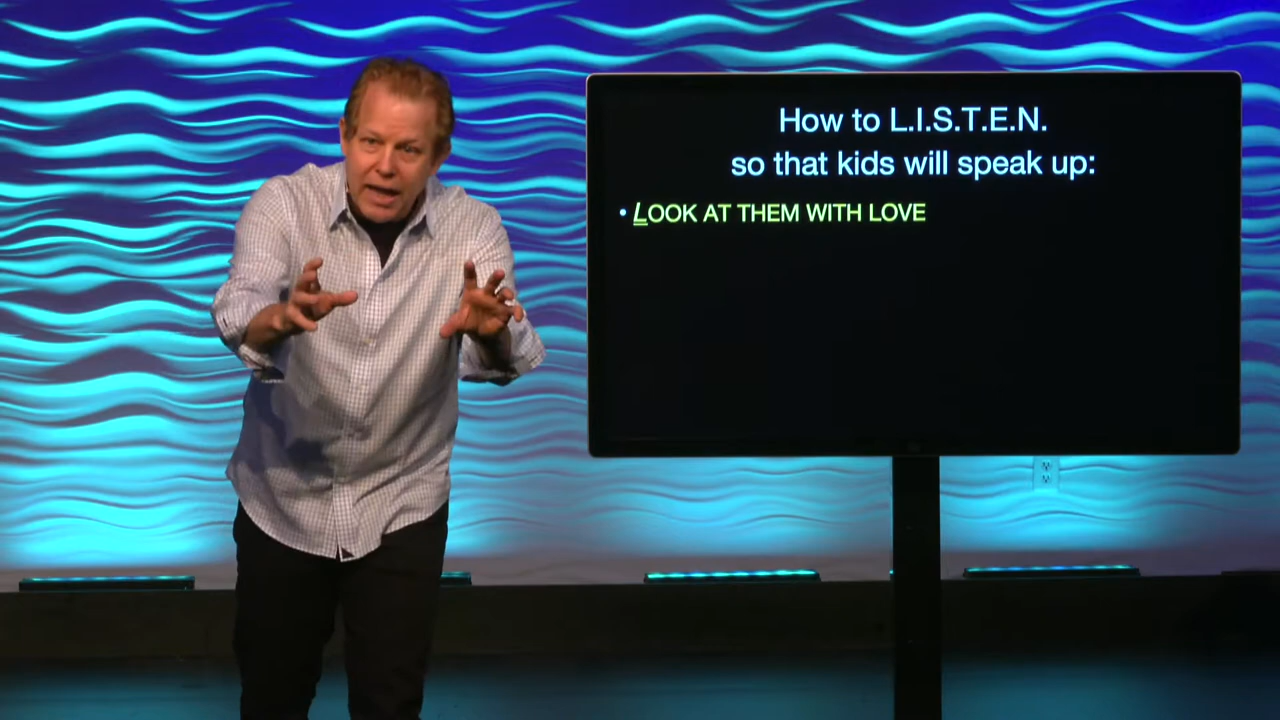 How to L.I.S.T.E.N.
so that kids will speak up:
• LOOK AT THEM WITH LOVE